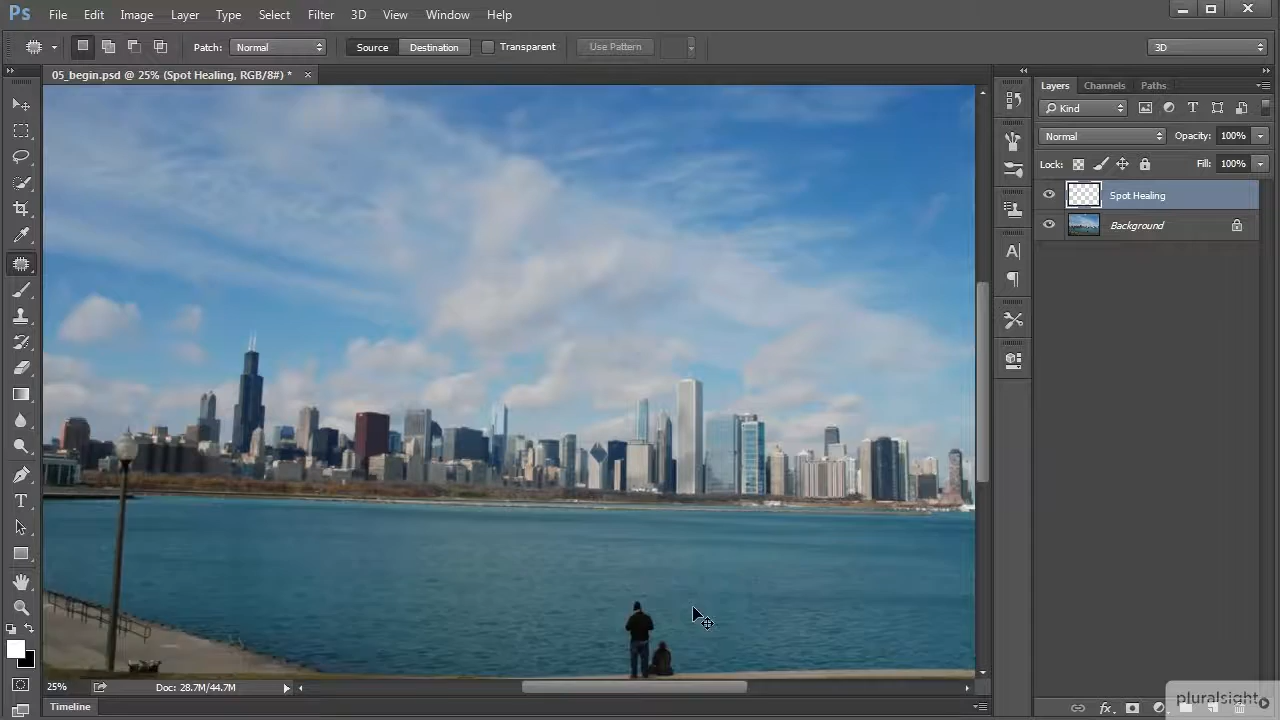 Ps File Edit Image Layer Type Select Filter 3D View Window Help
Patch: Normal Source Destination Transparent Use Pattern 3D
05_begin.psd @ 25% (Spot Healing, RGB/8#) * ×
Layers Channels Paths
Kind
Normal Opacity: 100%
Lock: Fill: 100%
Spot Healing
Background
25% Doc: 28.7M/44.7M
Timeline
pluralsight